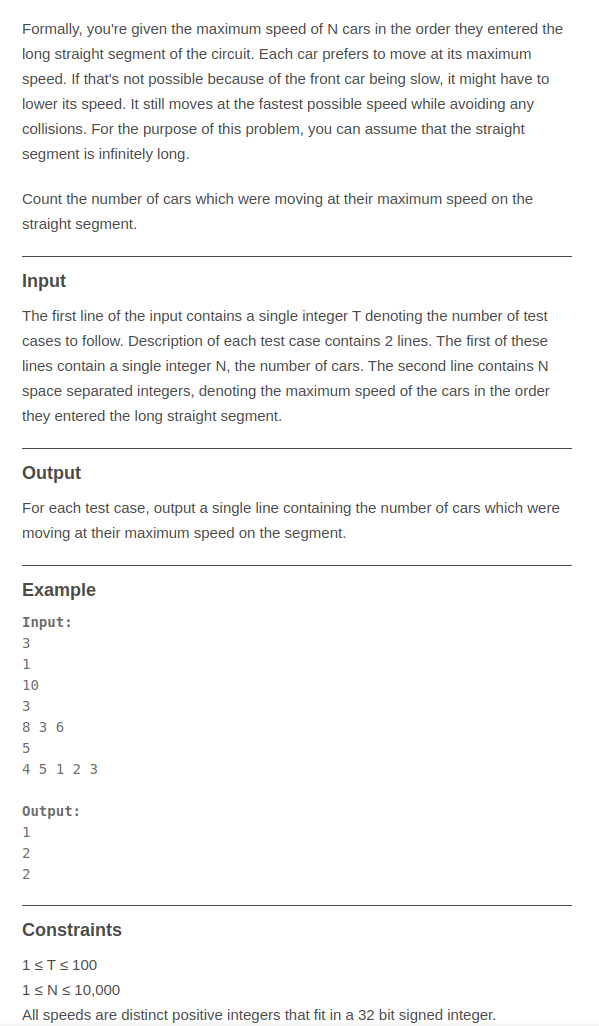 Formally, you're given the maximum speed of N cars in the order they entered the
long straight segment of the circuit. Each car prefers to move at its maximum
speed. If that's not possible because of the front car being slow, it might have to
lower its speed. It still moves at the fastest possible speed while avoiding any
collisions. For the purpose of this problem, you can assume that the straight
segment is infinitely long.
Count the number of cars which were moving at their maximum speed on the
straight segment.
Input
The first line of the input contains a single integer T denoting the number of test
cases to follow. Description of each test case contains 2 lines. The first of these
lines contain a single integer N, the number of cars. The second line contains N
space separated integers, denoting the maximum speed of the cars in the order
they entered the long straight segment.
Output
For each test case, output a single line containing the number of cars which were
moving at their maximum speed on the segment.
Example
Input:
3
1
10
3
8 3 6
5
4 5 1 2 3
Output:
1
2
2
Constraints
1 ≤ T ≤ 100
1 ≤ N ≤ 10,000
All speeds are distinct positive integers that fit in a 32 bit signed integer.